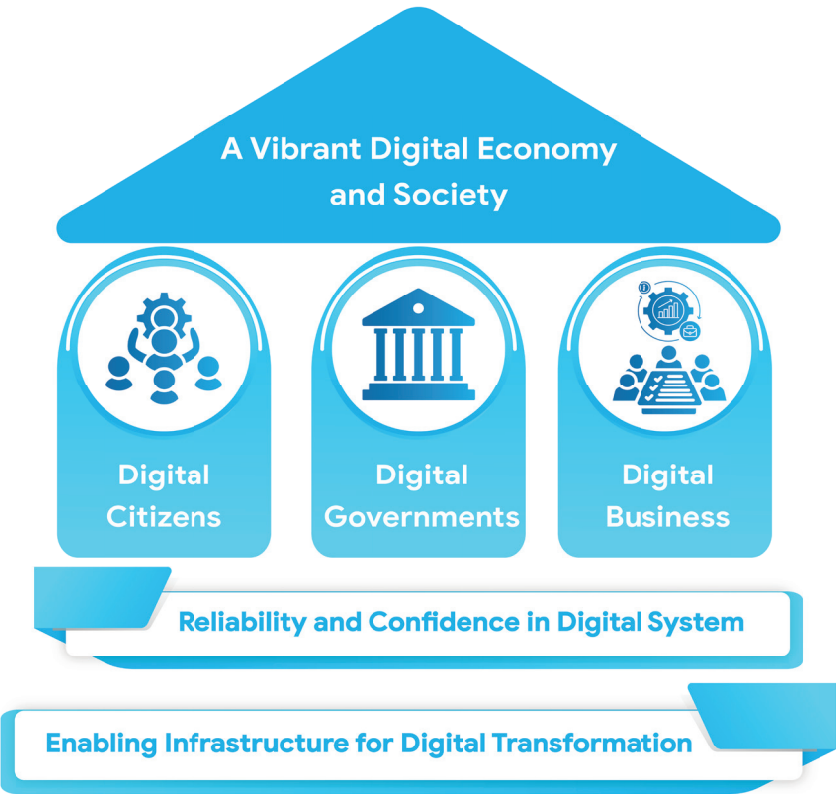 A Vibrant Digital Economy
and Society
Digital
Citizens
Digital
Governments
Digital
Business
Reliability and Confidence in Digital System
Enabling Infrastructure for Digital Transformation